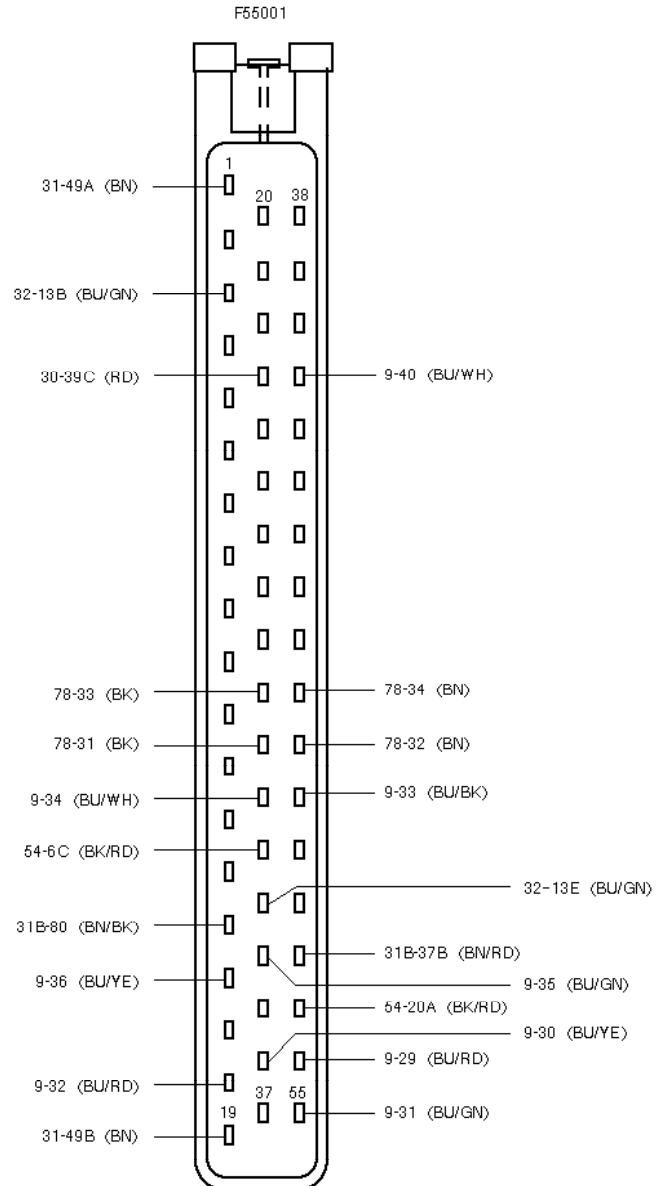 F55001
1
31-49A (BN)
20 38
32-13B (BU/GN)
30-39C (RD)
9-40 (BU/WH)
78-33 (BK)
78-34 (BN)
78-31 (BK)
78-32 (BN)
9-34 (BU/WH)
9-33 (BU/BK)
54-6C (BK/RD)
32-13E (BU/GN)
31B-80 (BN/BK)
31B-37B (BN/RD)
9-36 (BU/YE)
9-35 (BU/GN)
54-20A (BK/RD)
9-30 (BU/YE)
9-29 (BU/RD)
9-32 (BU/RD)
37 55
19
9-31 (BU/GN)
31-49B (BN)